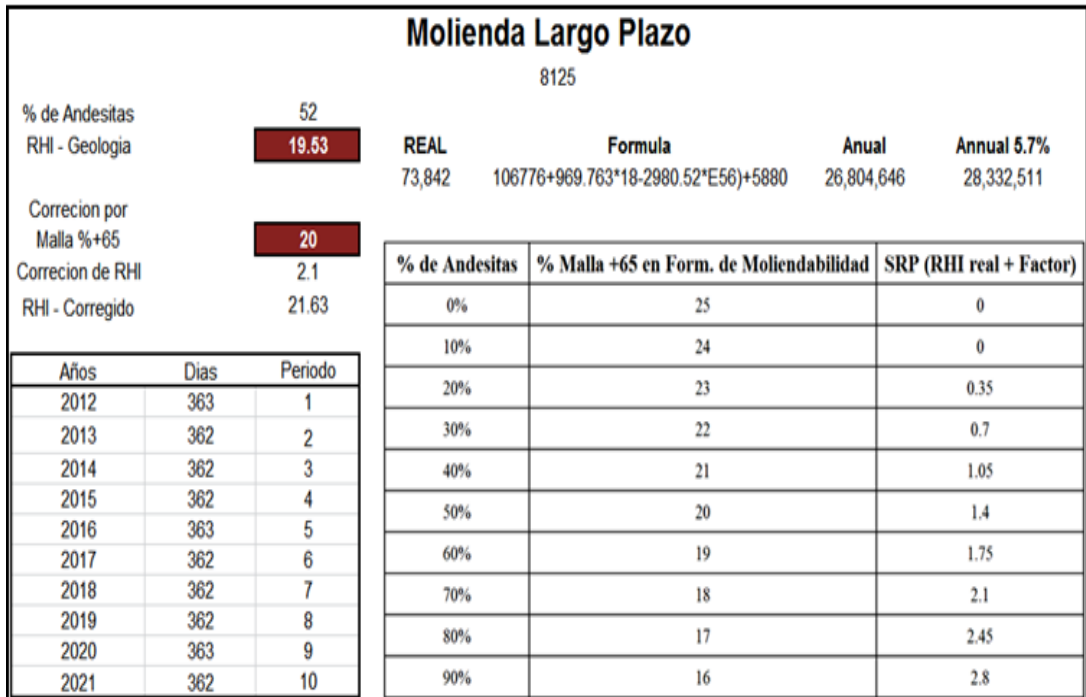 Molienda Largo Plazo
8125
% de Andesitas 52
RHI - Geologia 19.53
REAL Formula Anual Annual 5.7%
73,842 106776+969.763*18-2980.52*E56)+5880 26,804,646 28,332,511
Correcion por
Malla %+65 20
Correcion de RHI 2.1
RHI - Corregido 21.63
Años Dias Periodo
2012 363 1
2013 362 2
2014 362 3
2015 362 4
2016 363 5
2017 362 6
2018 362 7
2019 362 8
2020 363 9
2021 362 10
% de Andesitas % Malla +65 en Form. de Moliendabilidad SRP (RHI real + Factor)
0% 25 0
10% 24 0
20% 23 0.35
30% 22 0.7
40% 21 1.05
50% 20 1.4
60% 19 1.75
70% 18 2.1
80% 17 2.45
90% 16 2.8